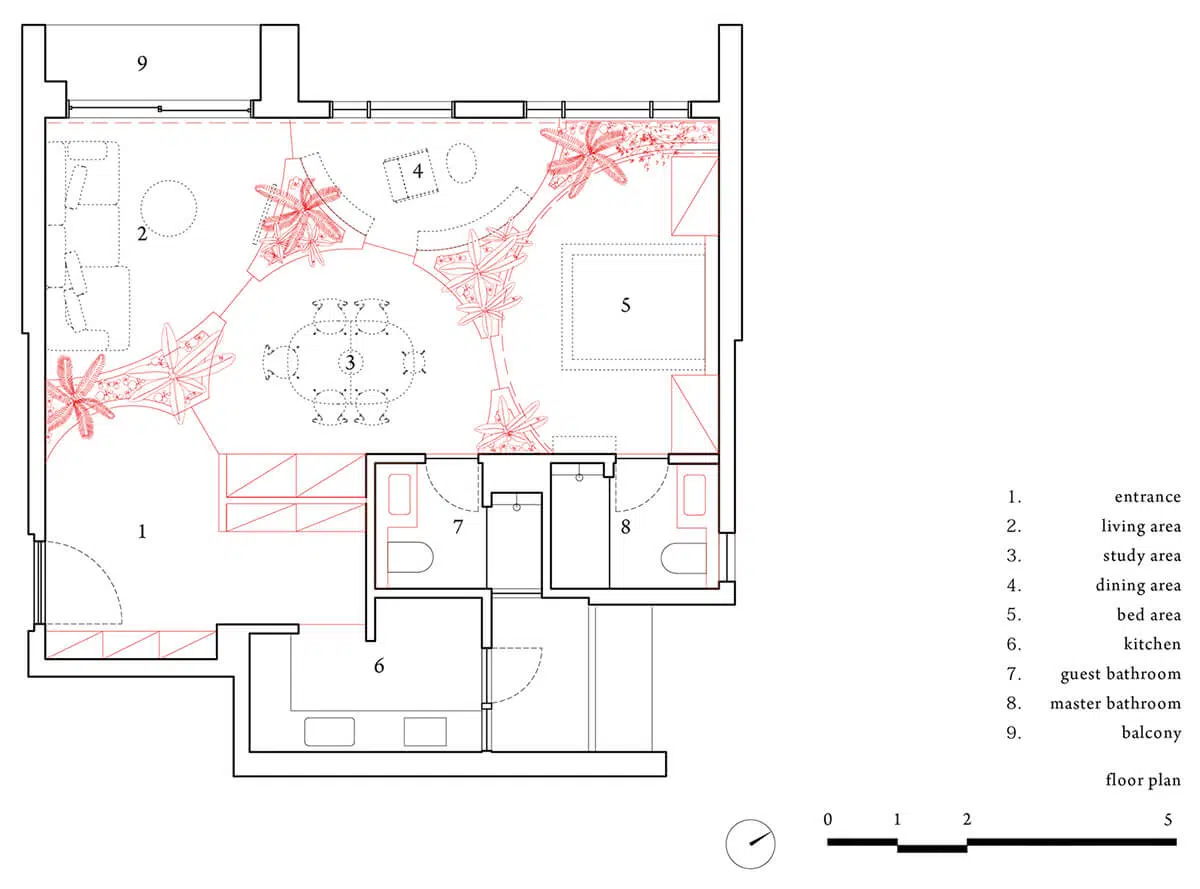 9
4
2
5
3
1
7
8
6
1. entrance
2. living area
3. study area
4. dining area
5. bed area
6. kitchen
7. guest bathroom
8. master bathroom
9. balcony
floor plan
0 1 2 5